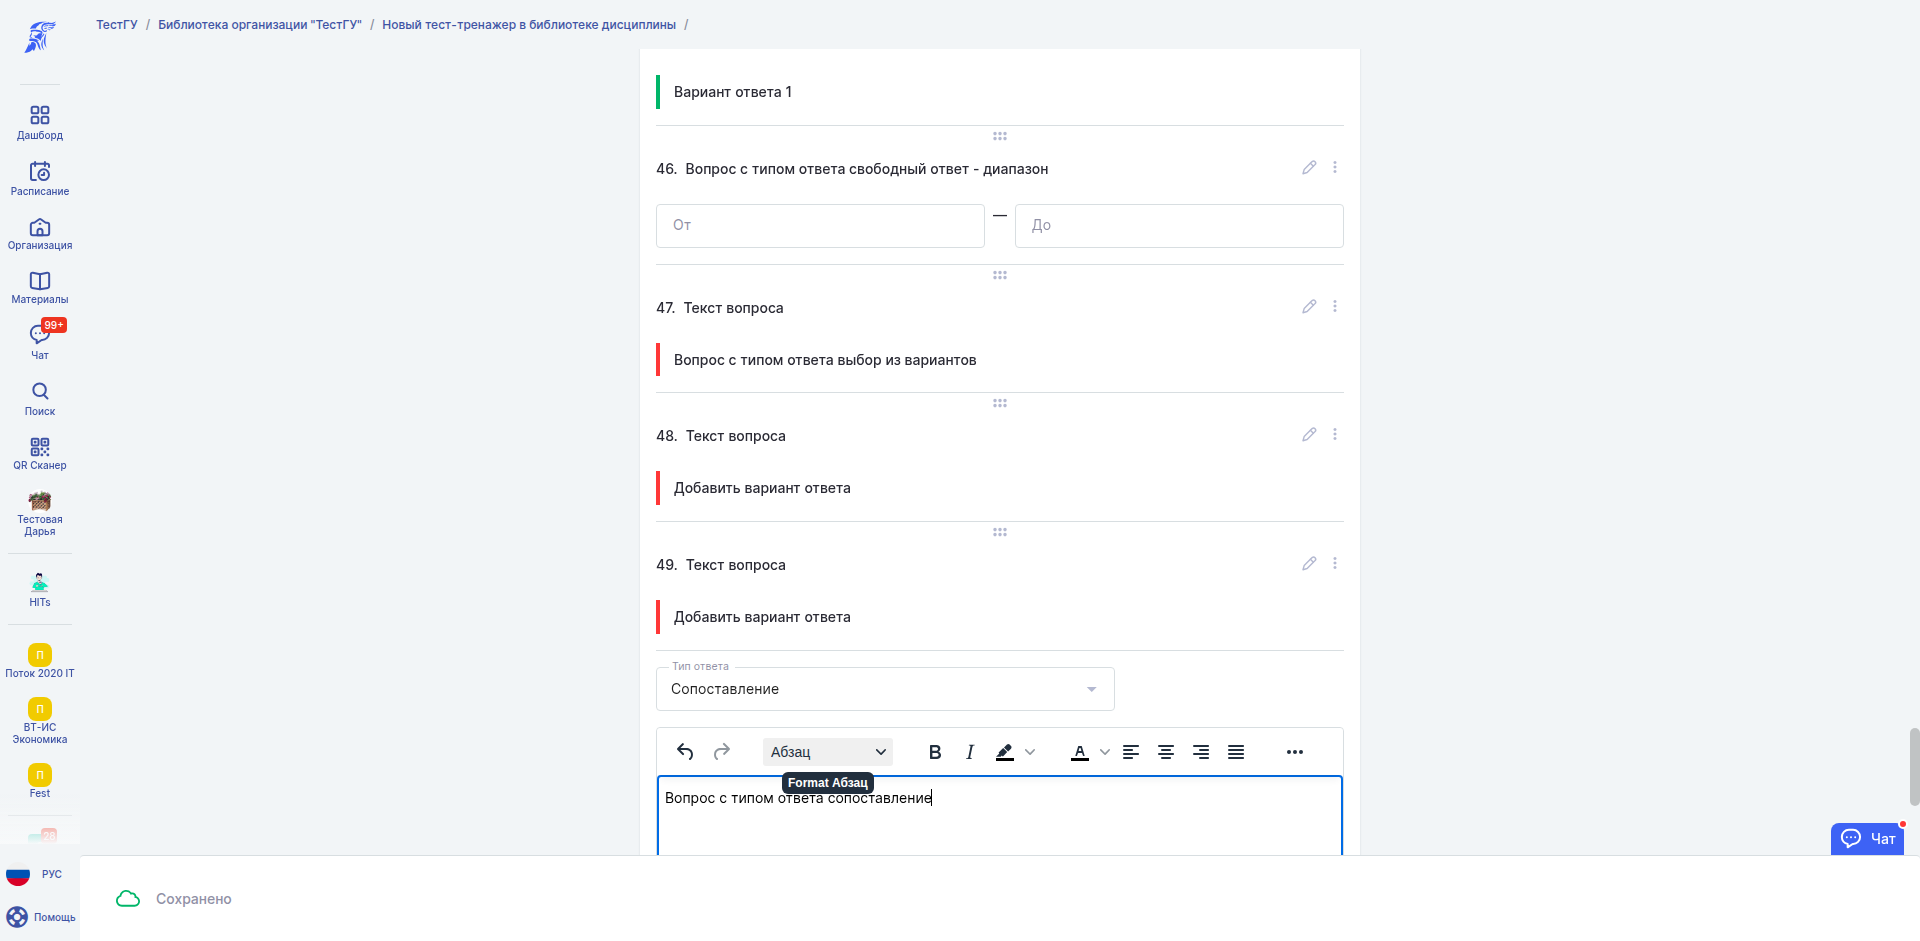 ТестГУ / Библиотека организации "ТестГУ" / Новый тест-тренажер в библиотеке дисциплины /
Дашборд
Расписание
Организация
Материалы
99+
Чат
Поиск
QR Сканер
Тестовая
Дарья
HITs
П
Поток 2020 IT
П
ВТ-ИС
Экономика
П
Fest
28
РУС
Помощь
Вариант ответа 1
46. Вопрос с типом ответа свободный ответ - диапазон
От — До
47. Текст вопроса
Вопрос с типом ответа выбор из вариантов
48. Текст вопроса
Добавить вариант ответа
49. Текст вопроса
Добавить вариант ответа
Тип ответа
Сопоставление
Абзац B I A
Format Абзац
Вопрос с типом ответа сопоставление
Чат
Сохранено